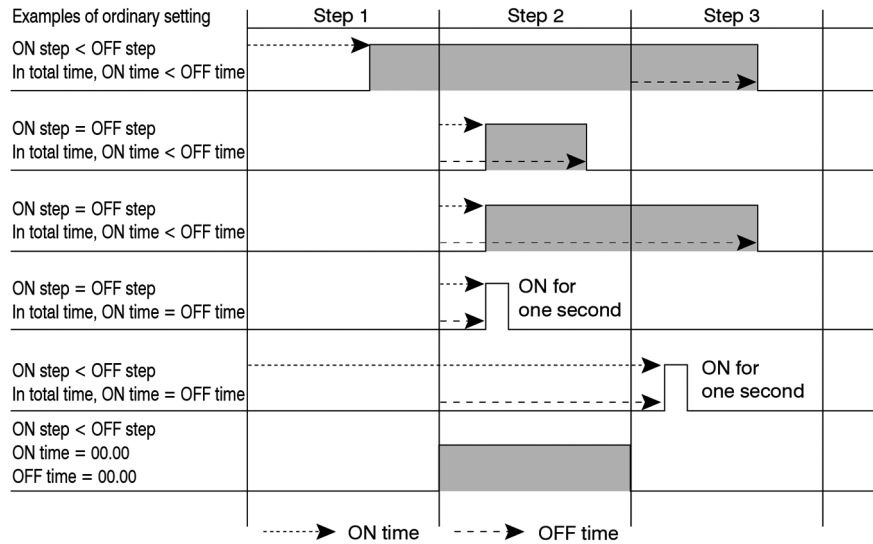 Examples of ordinary setting
Step 1
Step 2
Step 3
ON step < OFF step
In total time, ON time < OFF time
ON step = OFF step
In total time, ON time < OFF time
ON step = OFF step
In total time, ON time < OFF time
ON step = OFF step
In total time, ON time = OFF time
ON for
one second
ON step < OFF step
In total time, ON time = OFF time
ON for
one second
ON step < OFF step
ON time = 00.00
OFF time = 00.00
ON time
OFF time